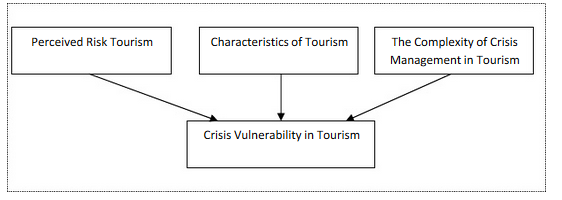 Perceived Risk Tourism
Characteristics of Tourism
The Complexity of Crisis
Management in Tourism
Crisis Vulnerability in Tourism